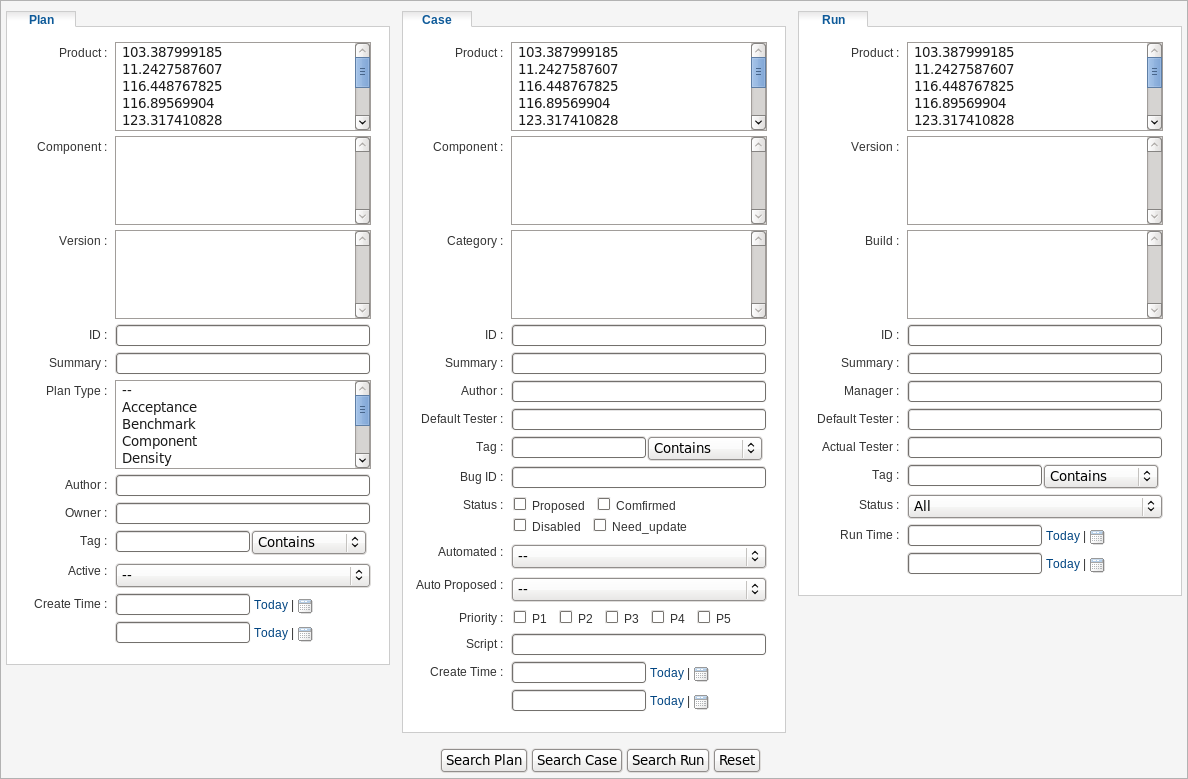 Plan
Product :
103.387999185
11.2427587607
116.448767825
116.89569904
123.317410828
Component :
Version :
ID :
Summary :
Plan Type :
--
Acceptance
Benchmark
Component
Density
Author :
Owner :
Tag :
Contains
Active :
--
Create Time :
Today |
Today |
Case
Product :
103.387999185
11.2427587607
116.448767825
116.89569904
123.317410828
Component :
Category :
ID :
Summary :
Author :
Default Tester :
Tag :
Contains
Bug ID :
Status :
Proposed Comfirmed
Disabled Need_update
Automated :
--
Auto Proposed :
--
Priority :
P1 P2 P3 P4 P5
Script :
Create Time :
Today |
Today |
Run
Product :
103.387999185
11.2427587607
116.448767825
116.89569904
123.317410828
Version :
Build :
ID :
Summary :
Manager :
Default Tester :
Actual Tester :
Tag :
Contains
Status :
All
Run Time :
Today |
Today |
Search Plan Search Case Search Run Reset